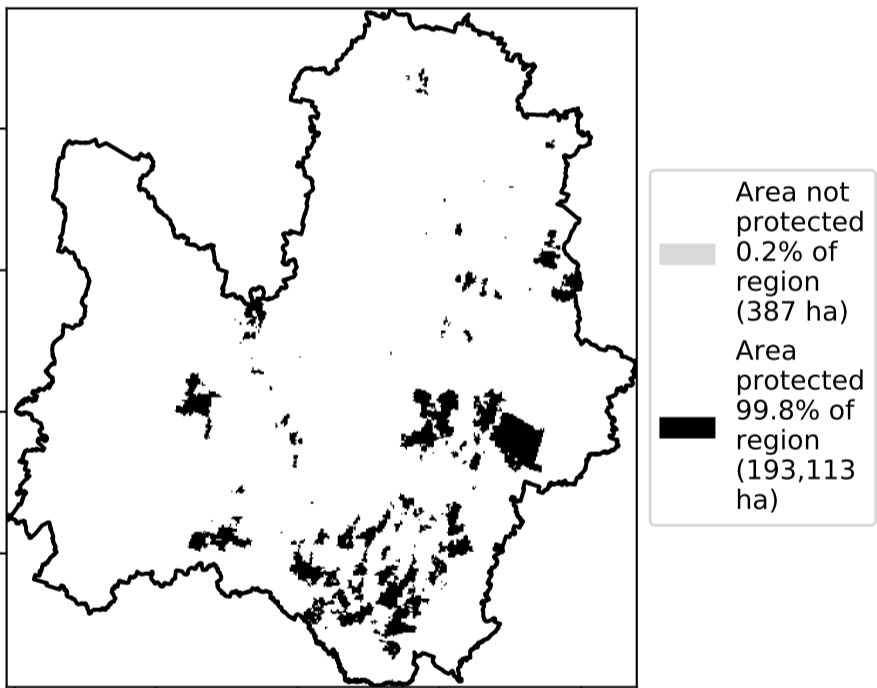 Area not
protected
0.2% of
region
(387 ha)
Area
protected
99.8% of
region
(193,113
ha)